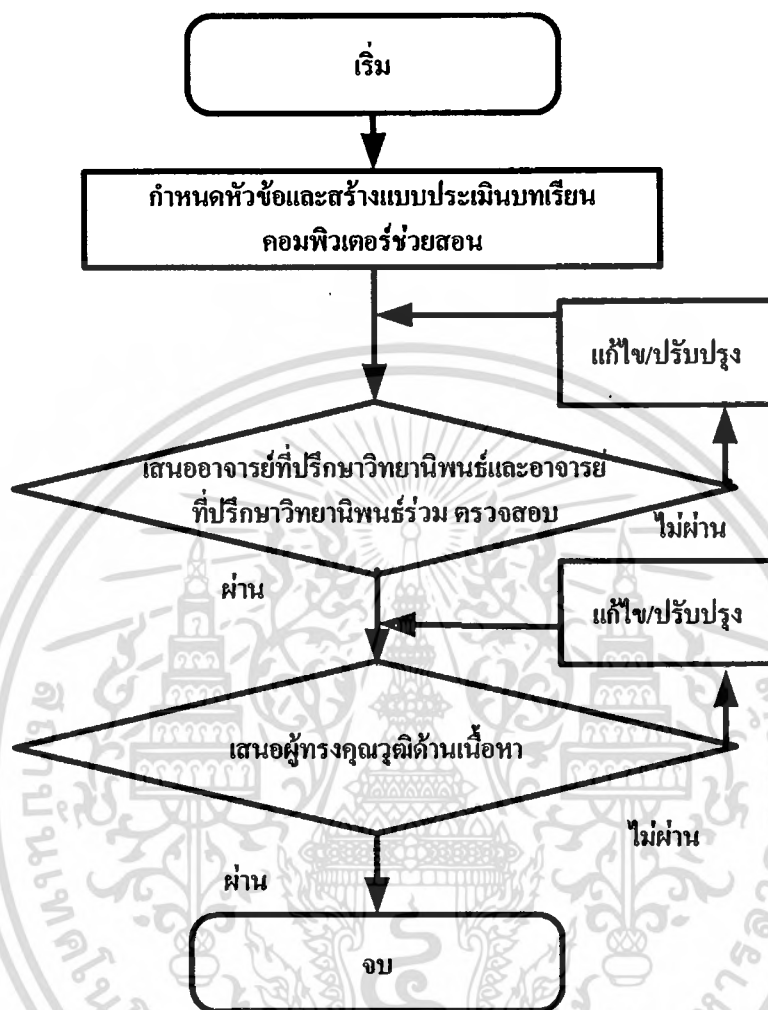 เริ่ม
กำหนดหัวข้อและสร้างแบบประเมินบทเรียน
คอมพิวเตอร์ช่วยสอน
แก้ไข/ปรับปรุง
เสนออาจารย์ที่ปรึกษาวิทยานิพนธ์และอาจารย์
ที่ปรึกษาวิทยานิพนธ์ร่วม ตรวจสอบ
ไม่ผ่าน
ผ่าน
แก้ไข/ปรับปรุง
เสนอผู้ทรงคุณวุฒิด้านเนื้อหา
ไม่ผ่าน
ผ่าน
จบ